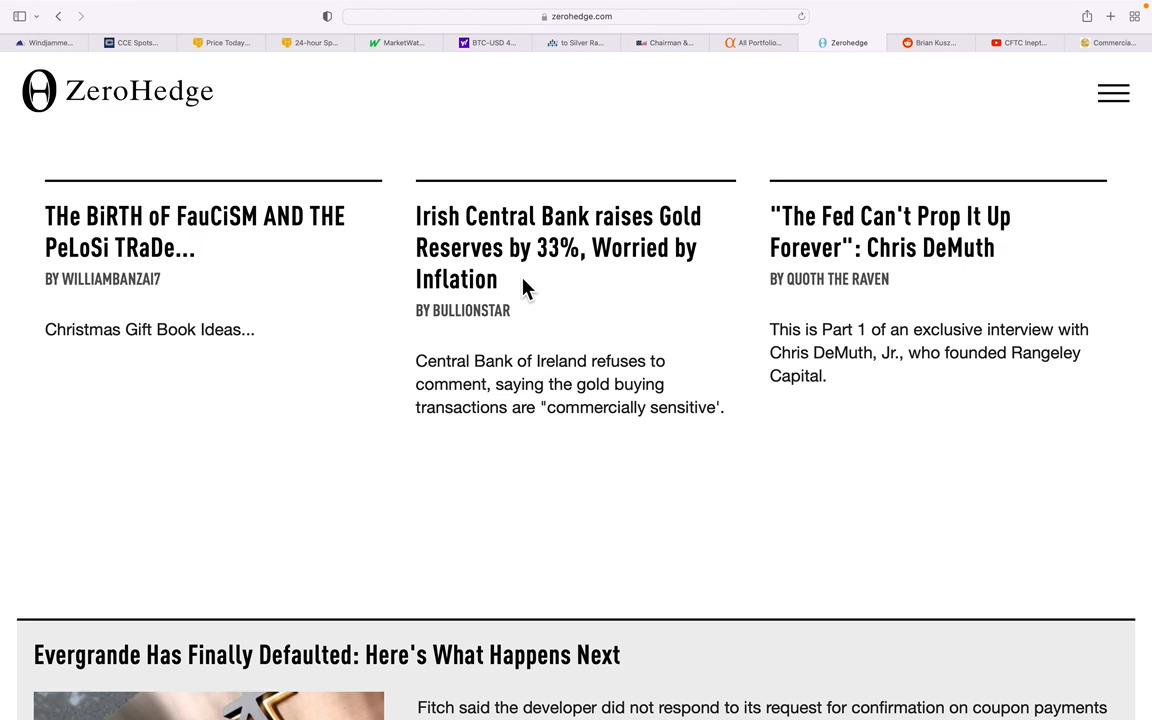 zerohedge.com
Windjamme...
CCE Spots...
Price Today...
24-hour Sp...
MarketWat...
BTC-USD 4...
to Silver Ra...
Chairman &...
All Portfolio...
Zerohedge
Brian Kusz...
CFTC Inept...
Commercia...
ZeroHedge
THe BiRTH oF FauCiSM AND THE
PeLoSi TRaDe...
BY WILLIAMBANZAI7
Christmas Gift Book Ideas...
Irish Central Bank raises Gold
Reserves by 33%, Worried by
Inflation
BY BULLIONSTAR
Central Bank of Ireland refuses to
comment, saying the gold buying
transactions are "commercially sensitive'.
"The Fed Can't Prop It Up
Forever": Chris DeMuth
BY QUOTH THE RAVEN
This is Part 1 of an exclusive interview with
Chris DeMuth, Jr., who founded Rangeley
Capital.
Evergrande Has Finally Defaulted: Here's What Happens Next
Fitch said the developer did not respond to its request for confirmation on coupon payments